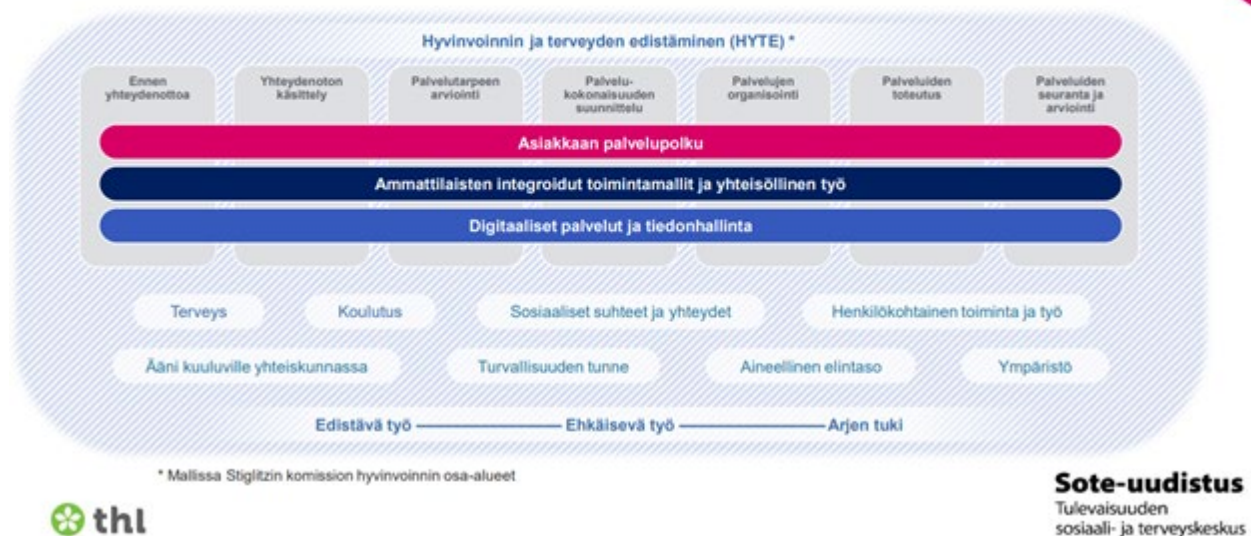 Hyvinvoinnin ja terveyden edistäminen (HYTE) *
Ennen
yhteydenottoa
Yhteydenoton
käsittely
Palvelutarpeen
arviointi
Palvelu-
kokonaisuuden
suunnittelu
Palvelujen
organisointi
Palveluiden
toteutus
Palveluiden
seuranta ja
arviointi
Asiakkaan palvelupolku
Ammattilaisten integroidut toimintamallit ja yhteisöllinen työ
Digitaaliset palvelut ja tiedonhallinta
Terveys
Koulutus
Sosiaaliset suhteet ja yhteydet
Henkilökohtainen toiminta ja työ
Ääni kuuluville yhteiskunnassa
Turvallisuuden tunne
Aineellinen elintaso
Ympäristö
Edistävä työ — Ehkäisevä työ — Arjen tuki
* Mallissa Stiglitzin komission hyvinvoinnin osa-alueet
thl
Sote-uudistus
Tulevaisuuden
sosiaali- ja terveyskeskus